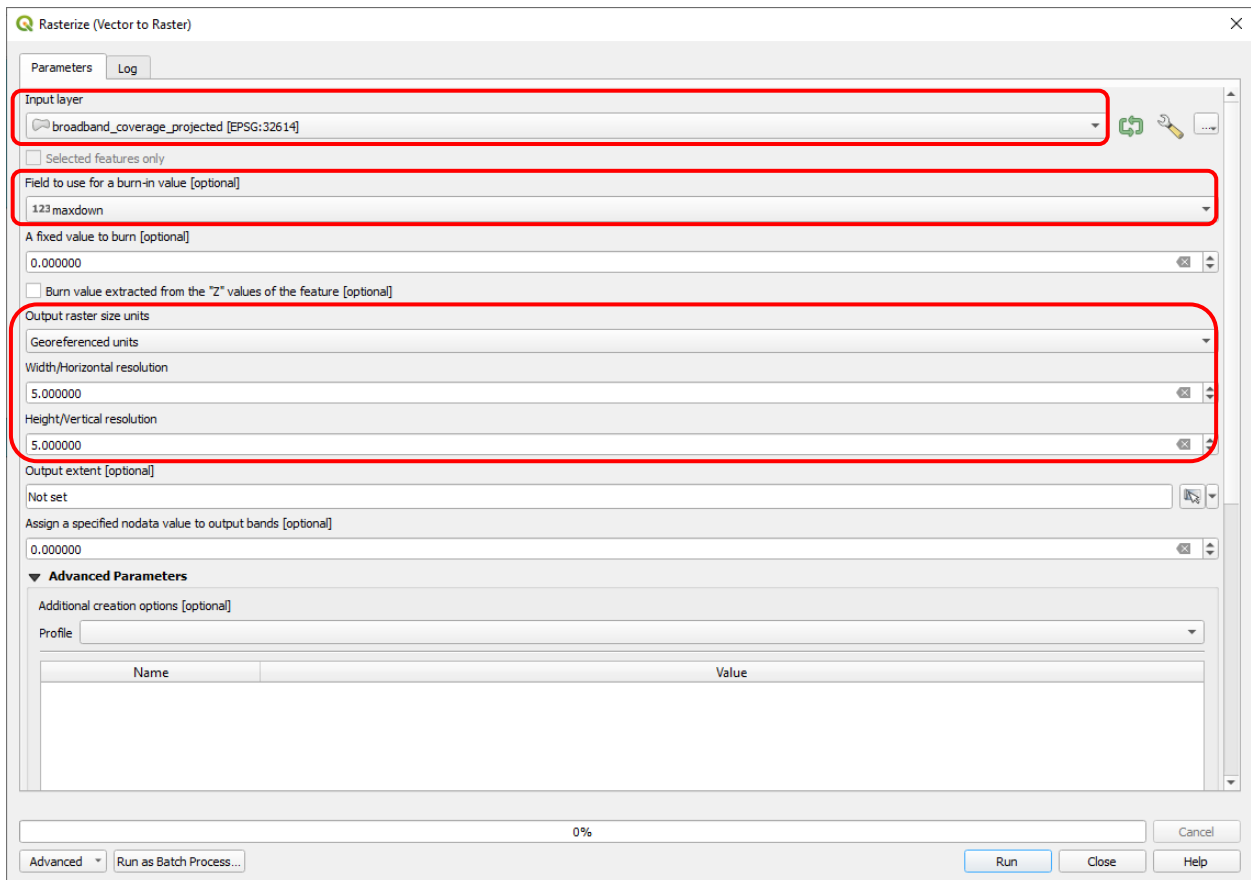 Rasterize (Vector to Raster)
Parameters
Log
Input layer
broadband_coverage_projected [EPSG:32614]
...
Selected features only
Field to use for a burn-in value [optional]
123 maxdown
A fixed value to burn [optional]
0.000000
Burn value extracted from the "Z" values of the feature [optional]
Output raster size units
Georeferenced units
Width/Horizontal resolution
5.000000
Height/Vertical resolution
5.000000
Output extent [optional]
Not set
Assign a specified nodata value to output bands [optional]
0.000000
Advanced Parameters
Additional creation options [optional]
Profile
Name Value
0% Cancel
Advanced Run as Batch Process... Run Close Help